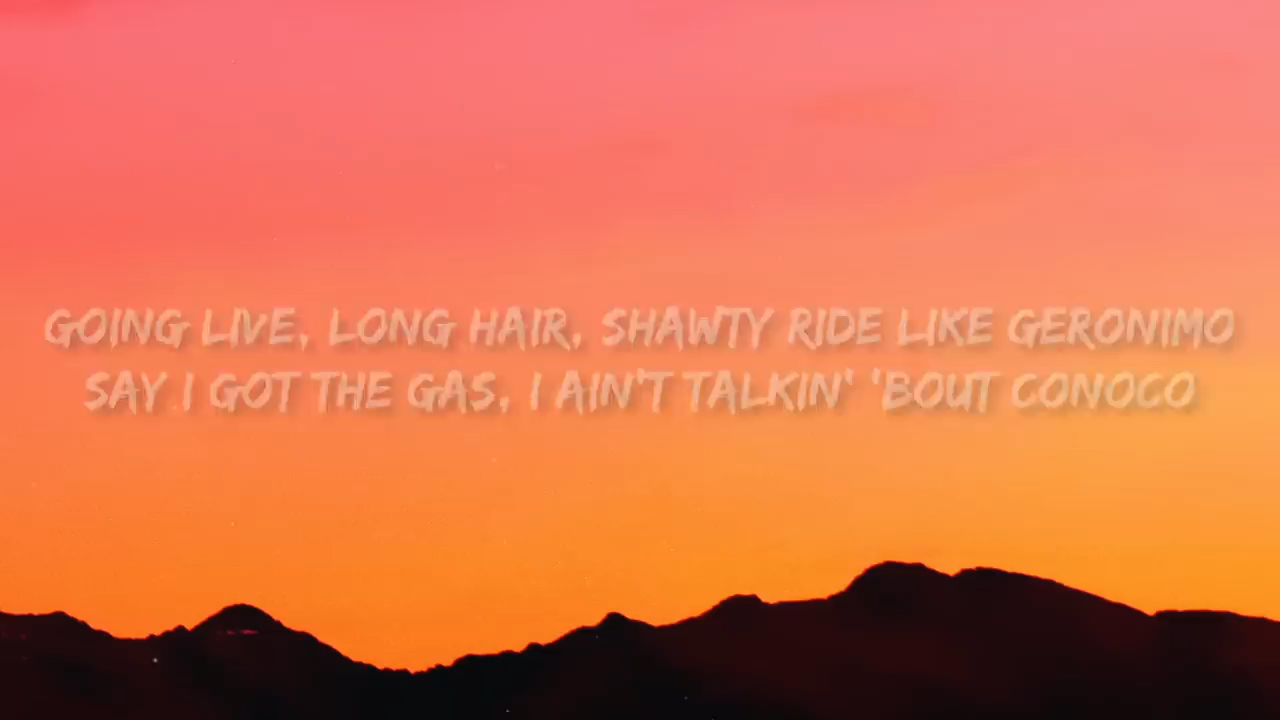 GOING LIVE, LONG HAIR, SHAWTY RIDE LIKE GERONIMO
SAY I GOT THE GAS, I AIN'T TALKIN' 'BOUT CONOCO